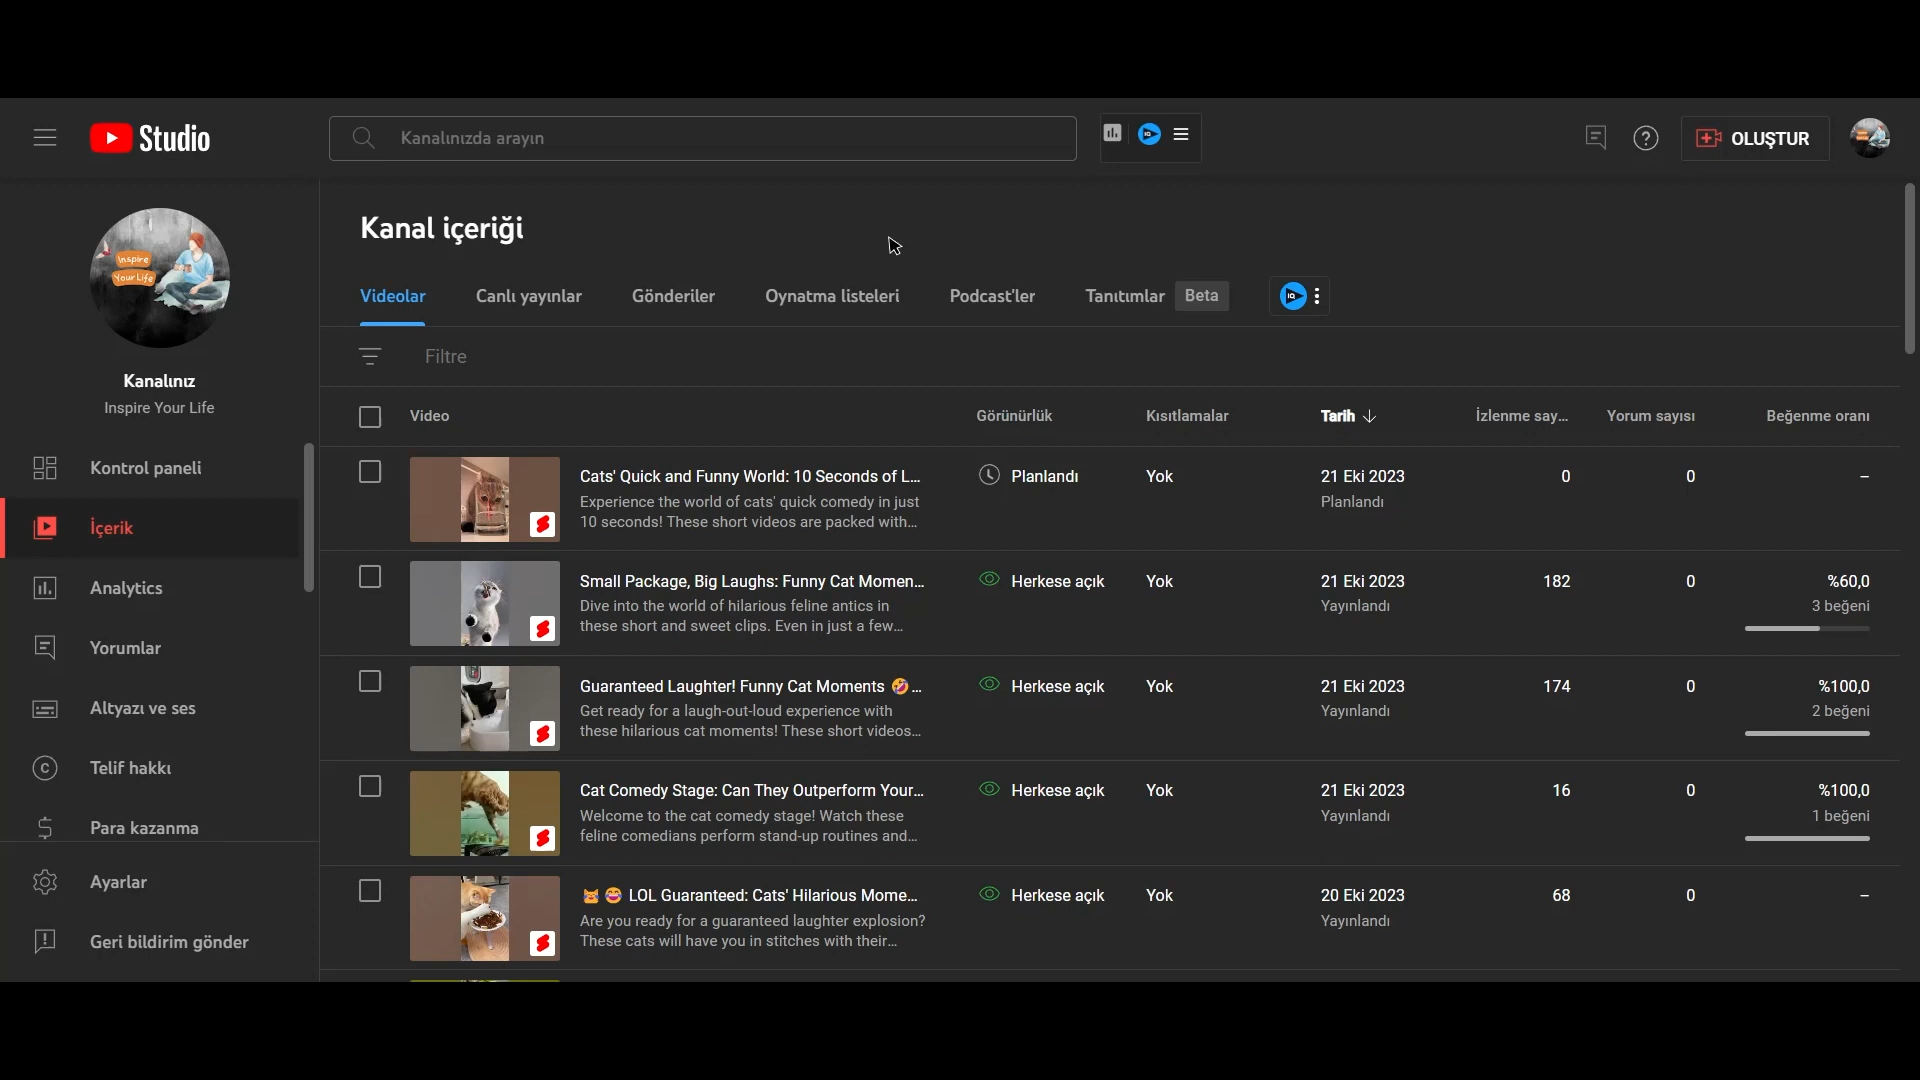 Studio
Kanalınızda arayın
OLUŞTUR
Inspire
Your Life
Kanalınız
Inspire Your Life
Kontrol paneli
İçerik
Analytics
Yorumlar
Altyazı ve ses
Telif hakkı
Para kazanma
Ayarlar
Geri bildirim gönder
Kanal içeriği
Videolar Canlı yayınlar Gönderiler Oynatma listeleri Podcast'ler Tanıtımlar Beta
Filtre
Video Görünürlük Kısıtlamalar Tarih İzlenme say... Yorum sayısı Beğenme oranı
Cats' Quick and Funny World: 10 Seconds of L... Planlandı Yok 21 Eki 2023 0 0 –
Experience the world of cats' quick comedy in just Planlandı
10 seconds! These short videos are packed with...
Small Package, Big Laughs: Funny Cat Momen... Herkese açık Yok 21 Eki 2023 182 0 %60,0
Dive into the world of hilarious feline antics in Yayınlandı 3 beğeni
these short and sweet clips. Even in just a few...
Guaranteed Laughter! Funny Cat Moments 🤣... Herkese açık Yok 21 Eki 2023 174 0 %100,0
Get ready for a laugh-out-loud experience with Yayınlandı 2 beğeni
these hilarious cat moments! These short videos...
Cat Comedy Stage: Can They Outperform Your... Herkese açık Yok 21 Eki 2023 16 0 %100,0
Welcome to the cat comedy stage! Watch these Yayınlandı 1 beğeni
feline comedians perform stand-up routines and...
😹 😂 LOL Guaranteed: Cats' Hilarious Mome... Herkese açık Yok 20 Eki 2023 68 0 –
Are you ready for a guaranteed laughter explosion? Yayınlandı
These cats will have you in stitches with their...